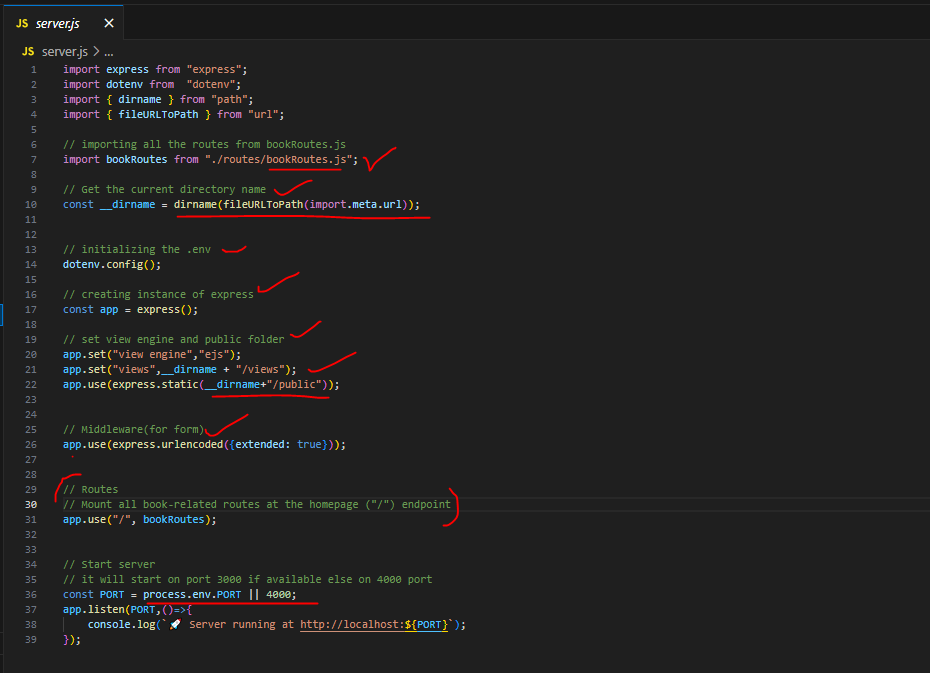 JS server.js ×
JS server.js > ...
1 import express from "express";
2 import dotenv from  "dotenv";
3 import { dirname } from "path";
4 import { fileURLToPath } from "url";
5
6 // importing all the routes from bookRoutes.js
7 import bookRoutes from "./routes/bookRoutes.js";
8
9 // Get the current directory name
10 const __dirname = dirname(fileURLToPath(import.meta.url));
11
12
13 // initializing the .env
14 dotenv.config();
15
16 // creating instance of express
17 const app = express();
18
19 // set view engine and public folder
20 app.set("view engine","ejs");
21 app.set("views",__dirname + "/views");
22 app.use(express.static(__dirname+"/public"));
23
24
25 // Middleware(for form)
26 app.use(express.urlencoded({extended: true}));
27
28
29 // Routes
30 // Mount all book-related routes at the homepage ("/") endpoint
31 app.use("/", bookRoutes);
32
33
34 // Start server
35 // it will start on port 3000 if available else on 4000 port
36 const PORT = process.env.PORT || 4000;
37 app.listen(PORT,()=>{
38     console.log(`🚀 Server running at http://localhost:${PORT}`);
39 });